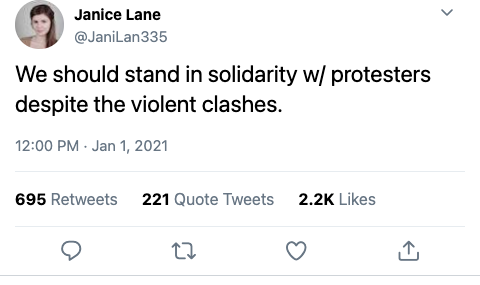 Janice Lane
@JaniLan335
We should stand in solidarity w/ protesters
despite the violent clashes.
12:00 PM · Jan 1, 2021
695 Retweets 221 Quote Tweets 2.2K Likes